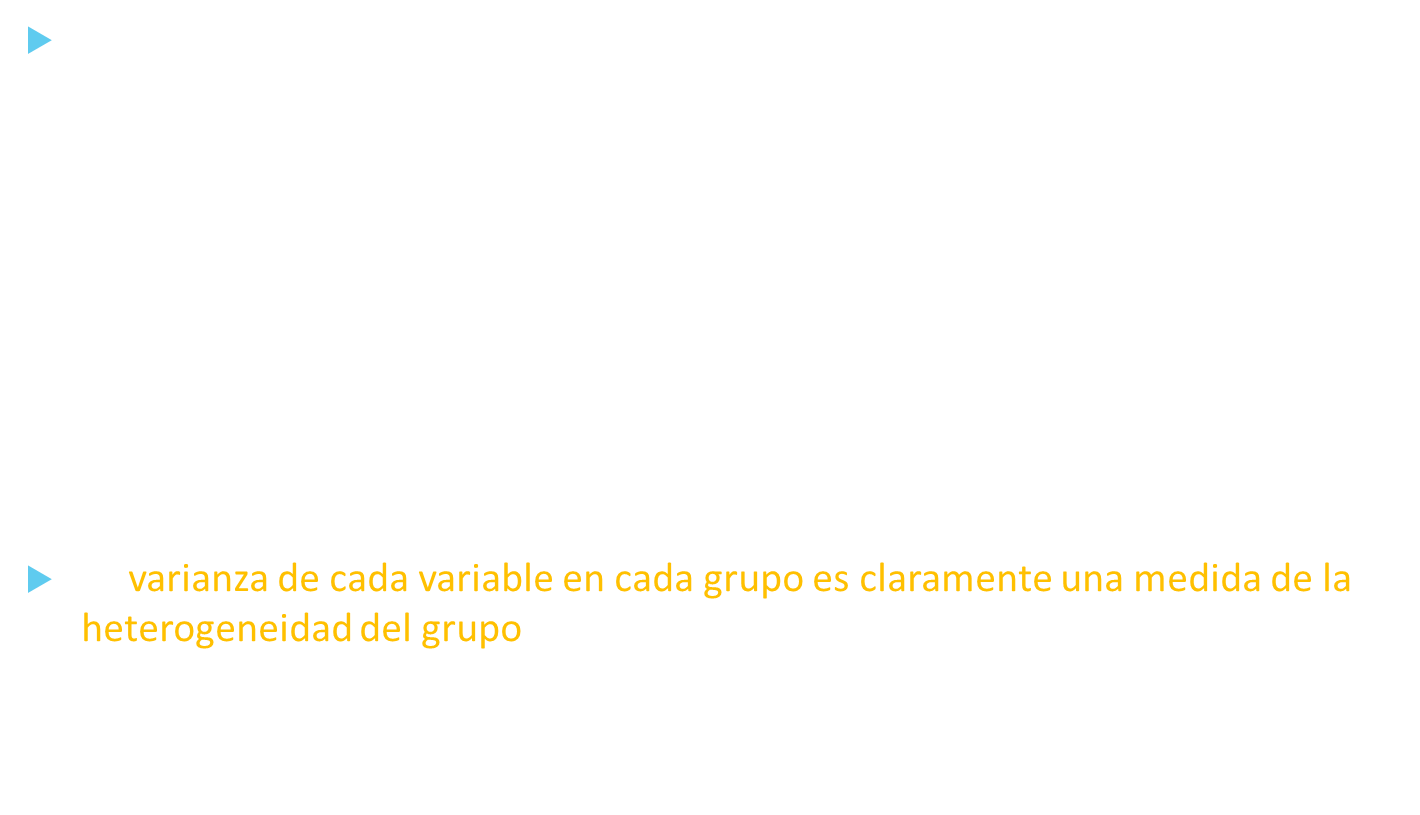 varianza de cada variable en cada grupo es claramente una medida de la
heterogeneidad del grupo